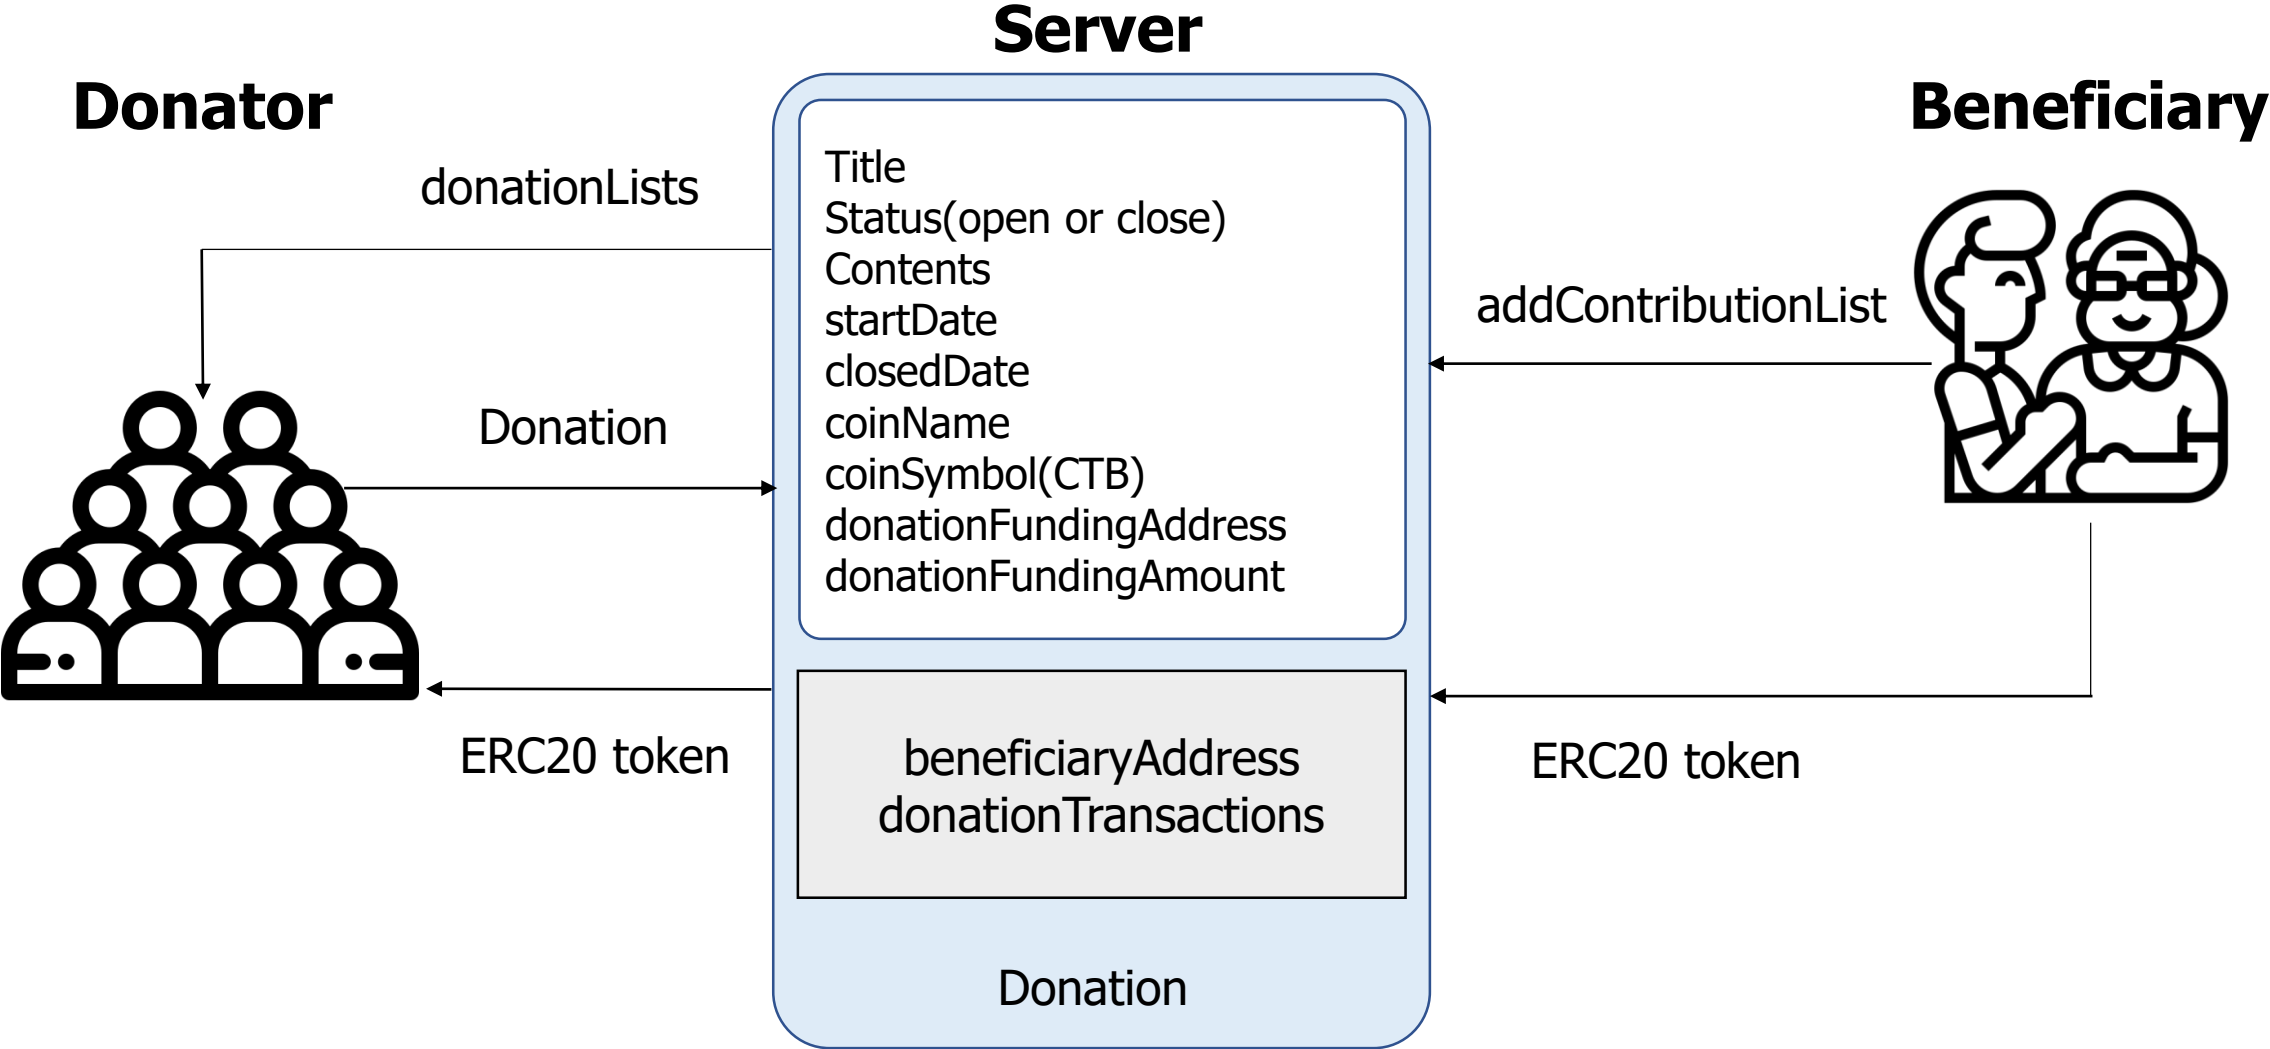 Server
Donator
Beneficiary
donationLists
Title
Status(open or close)
Contents
startDate
closedDate
coinName
coinSymbol(CTB)
donationFundingAddress
donationFundingAmount
addContributionList
Donation
ERC20 token
beneficiaryAddress
donationTransactions
ERC20 token
Donation